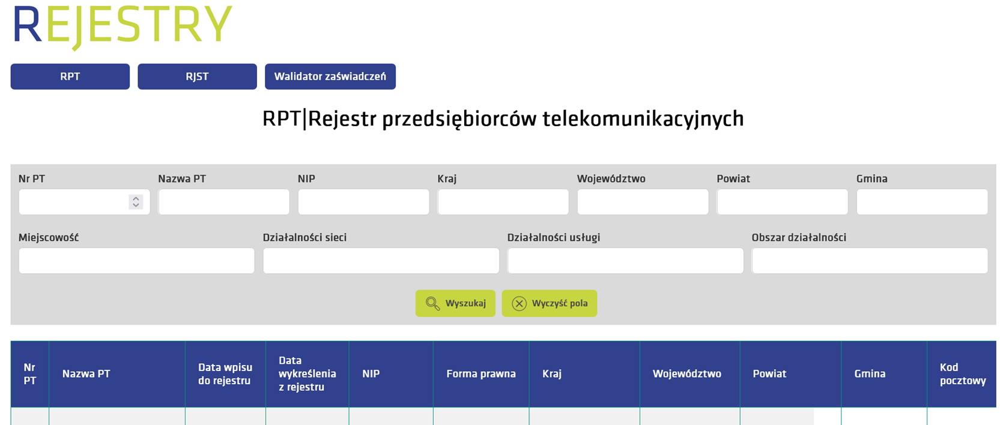 REJESTRY
RPT
RJST
Walidator zaświadczeń
RPT|Rejestr przedsiębiorców telekomunikacyjnych
Nr PT
Nazwa PT
NIP
Kraj
Województwo
Powiat
Gmina
Miejscowość
Działalności sieci
Działalności usługi
Obszar działalności
Wyszukaj
Wyczyść pola
Nr
PT
Nazwa PT
Data wpisu
do rejestru
Data
wykreślenia
z rejestru
NIP
Forma prawna
Kraj
Województwo
Powiat
Gmina
Kod
pocztowy